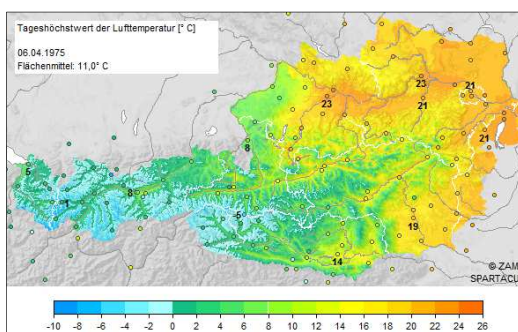 Tageshöchstwert der Lufttemperatur [° C]
06.04.1975
Flächenmittel: 11,0° C
23
23
21
21
21
8
5
8
-1
-5
19
14
© ZAM
SPARTACU
-10 -8 -6 -4 -2 0 2 4 6 8 10 12 14 16 18 20 22 24 26 28